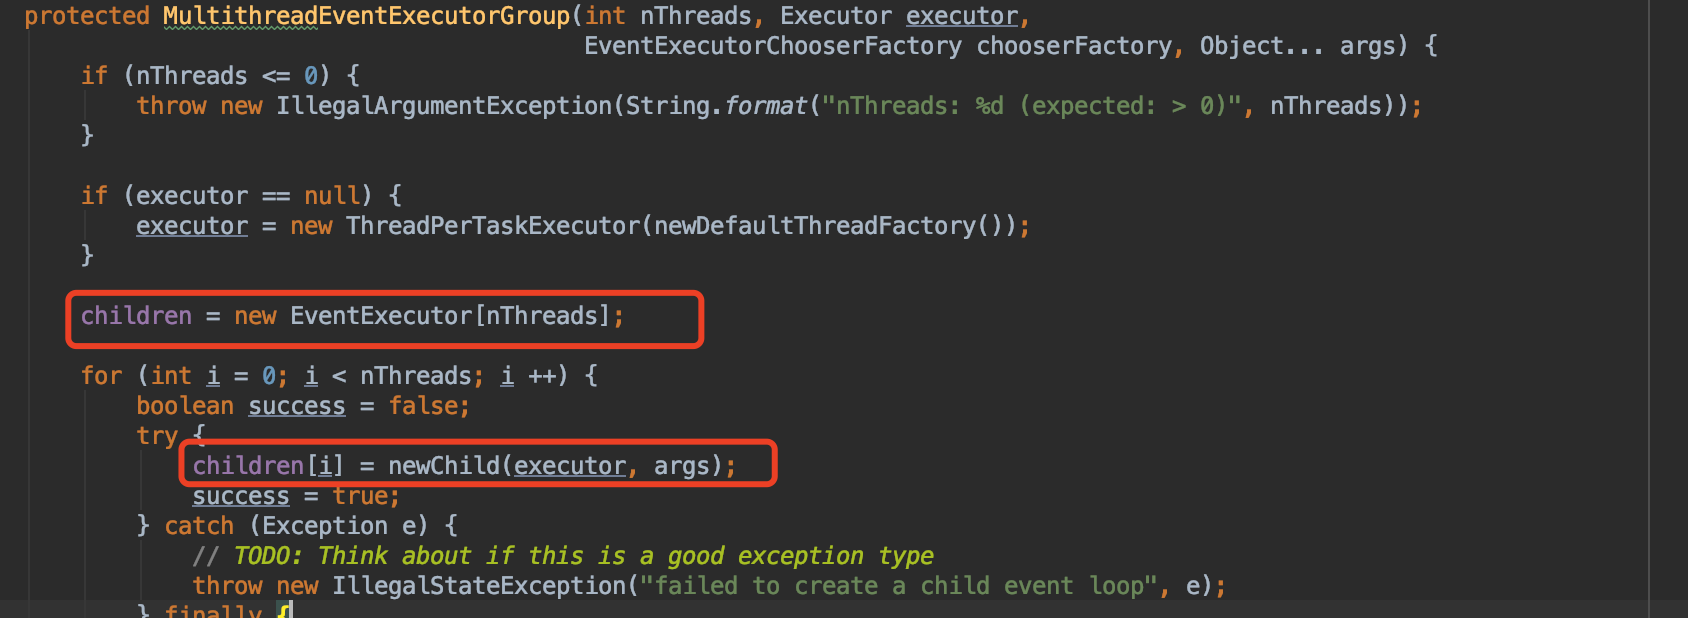 protected MultithreadEventExecutorGroup(int nThreads, Executor executor,
EventExecutorChooserFactory chooserFactory, Object... args) {
if (nThreads <= 0) {
throw new IllegalArgumentException(String.format("nThreads: %d (expected: > 0)", nThreads));
}
if (executor == null) {
executor = new ThreadPerTaskExecutor(newDefaultThreadFactory());
}
children = new EventExecutor[nThreads];
for (int i = 0; i < nThreads; i ++) {
boolean success = false;
try {
children[i] = newChild(executor, args);
success = true;
} catch (Exception e) {
// TODO: Think about if this is a good exception type
throw new IllegalStateException("failed to create a child event loop", e);
} finally {